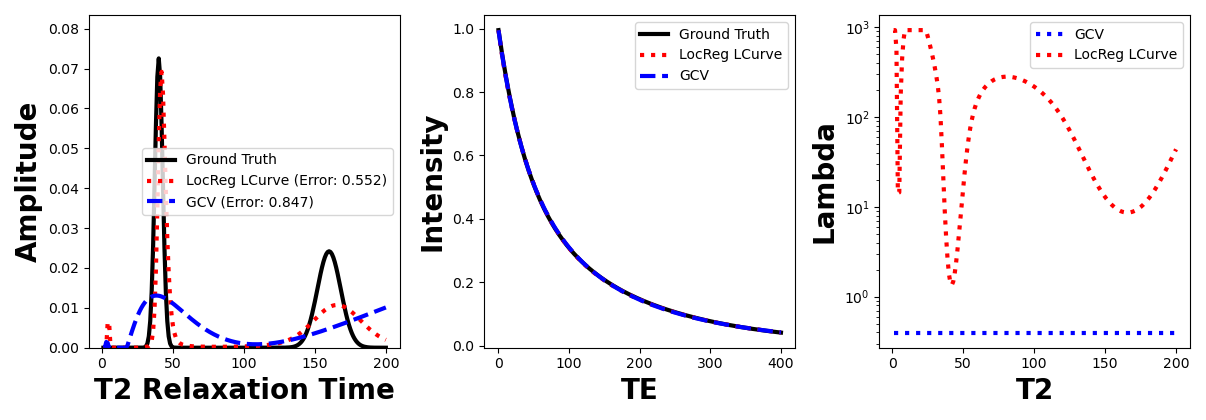 Amplitude
0.08
0.07
0.06
0.05
0.04
0.03
0.02
0.01
0.00
Ground Truth
LocReg LCurve (Error: 0.552)
GCV (Error: 0.847)
0 50 100 150 200
T2 Relaxation Time
Intensity
1.0
0.8
0.6
0.4
0.2
0.0
Ground Truth
LocReg LCurve
GCV
0 100 200 300 400
TE
Lambda
10³
10²
10¹
10⁰
GCV
LocReg LCurve
0 50 100 150 200
T2